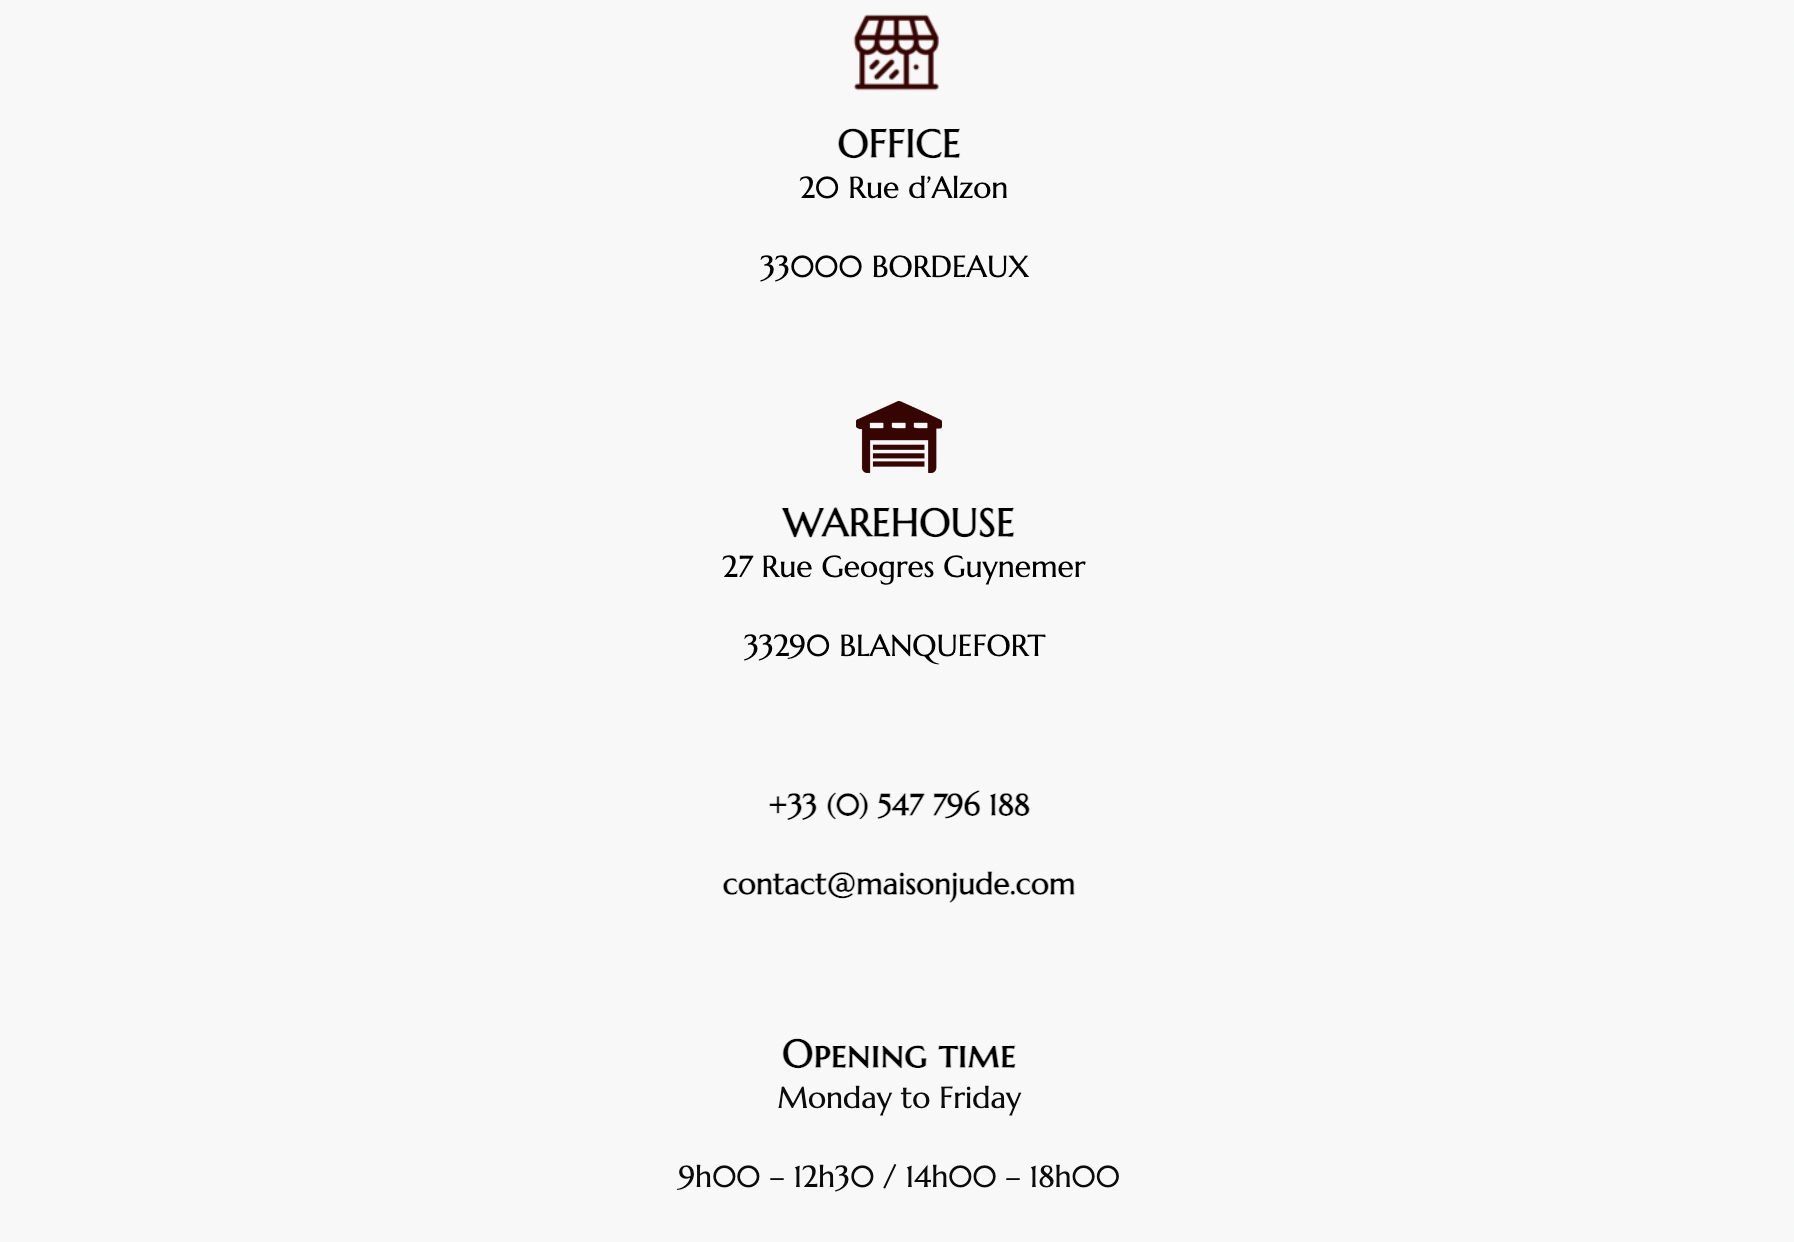 OFFICE
20 Rue d’Alzon
33000 BORDEAUX
WAREHOUSE
27 Rue Geogres Guynemer
33290 BLANQUEFORT
+33 (0) 547 796 188
contact@maisonjude.com
Opening time
Monday to Friday
9h00 – 12h30 / 14h00 – 18h00